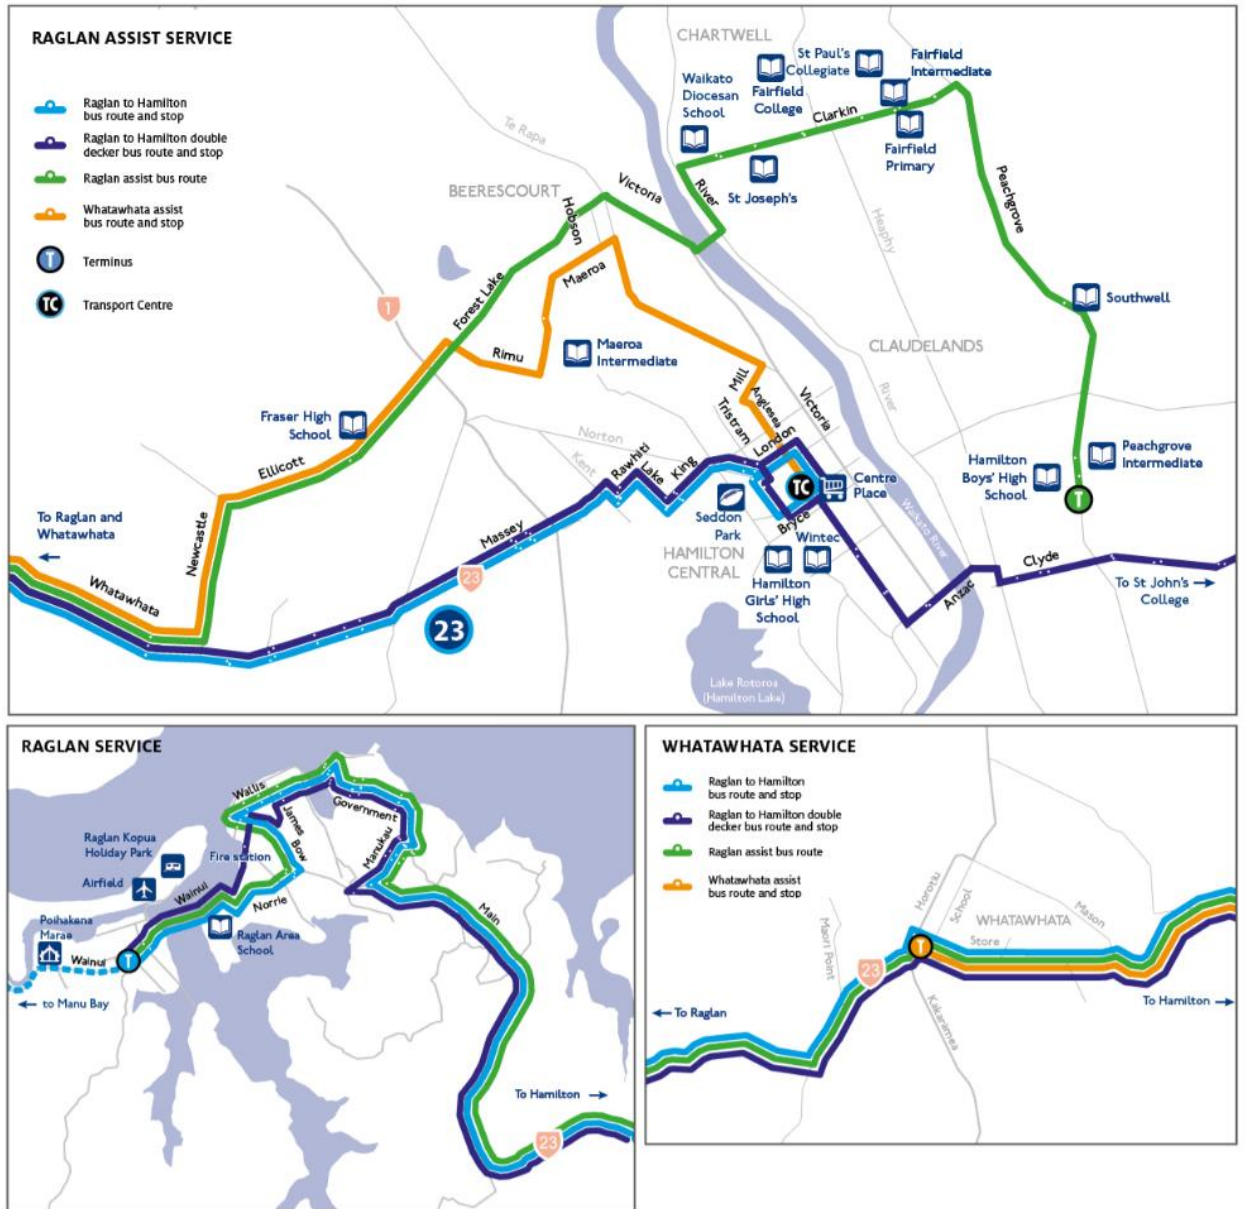 RAGLAN ASSIST SERVICE
Raglan to Hamilton
bus route and stop
Raglan to Hamilton double
decker bus route and stop
Raglan assist bus route
Whatawhata assist
bus route and stop
T
Terminus
TC
Transport Centre
CHARTWELL
St Paul's
Collegiate
Fairfield
Intermediate
Waikato
Diocesan
School
Fairfield
College
Clarkin
Fairfield
Primary
St Joseph's
Te Rapa
BEERESCOURT
Victoria
River
Hobson
Maeroa
Heaphy
Peachgrove
Southwell
1
Forest Lake
Rimu
Maeroa
Intermediate
CLAUDELANDS
River
Mill
Anglesea
Tristram
Victoria
London
Fraser High
School
Ellicott
Norton
Kent
Rawhiti
Lake
King
Peachgrove
Intermediate
Hamilton
Boys' High
School
T
TC
Centre
Place
Seddon
Park
Bryce
Wintec
Waikato River
To Raglan and
Whatawhata
Newcastle
Massey
23
HAMILTON
CENTRAL
Hamilton
Girls' High
School
Whatawhata
23
Anzac
Clyde
To St John's
College
Lake Rotoroa
(Hamilton Lake)
RAGLAN SERVICE
Wallis
Government
James
Bow
Manukau
Raglan Kopua
Holiday Park
Fire station
Airfield
Wainui
Norrie
Poihakena
Marae
Raglan Area
School
Main
Wainui
T
to Manu Bay
To Hamilton
23
WHATAWHATA SERVICE
Raglan to Hamilton
bus route and stop
Raglan to Hamilton double
decker bus route and stop
Raglan assist bus route
Whatawhata assist
bus route and stop
Horotiu
School
WHATAWHATA
Mason
Maori Point
Store
T
23
To Raglan
Kakaramea
To Hamilton